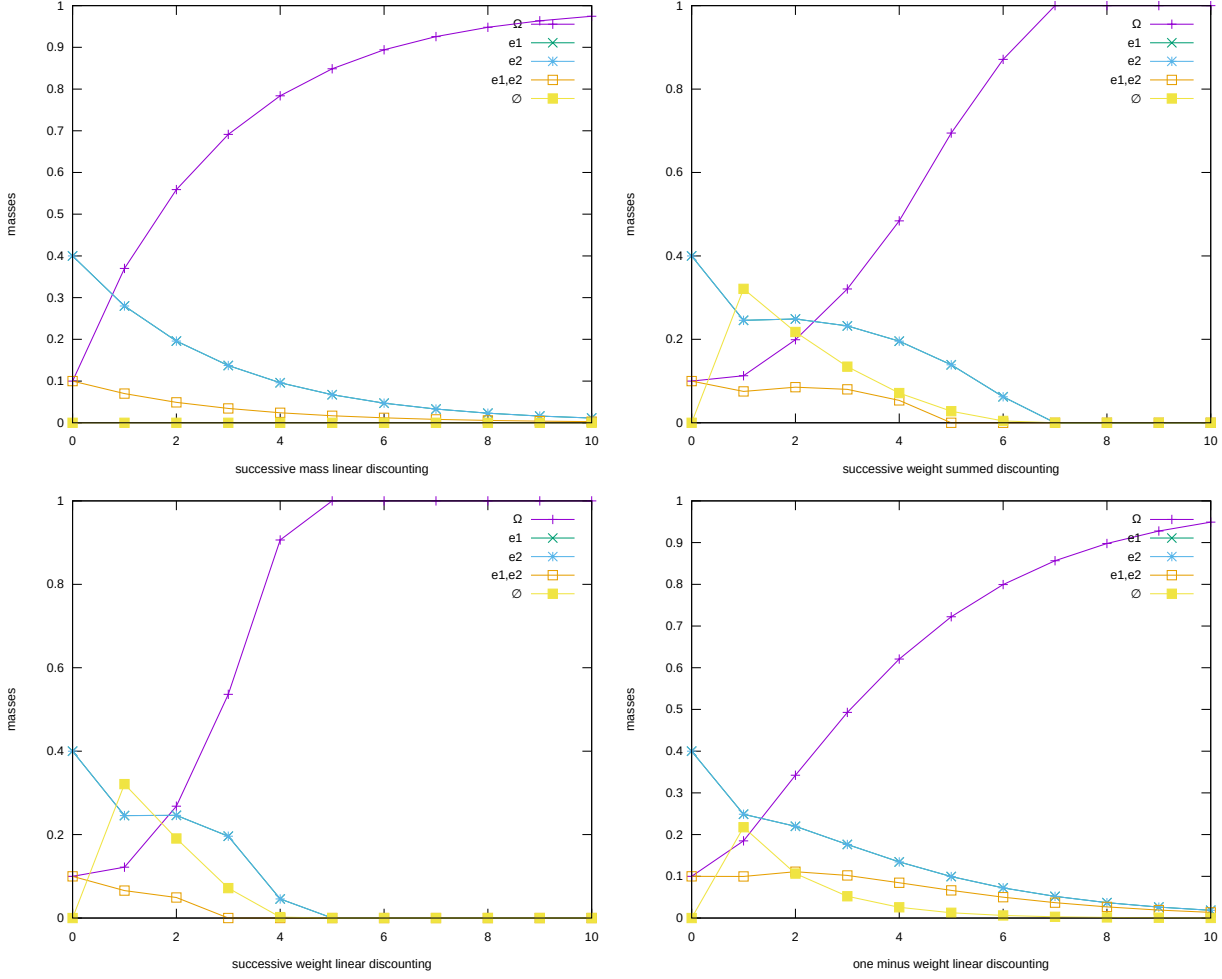 1
0.9
0.8
0.7
0.6
0.5
0.4
0.3
0.2
0.1
0
masses
0 2 4 6 8 10
successive mass linear discounting
Ω
e1
e2
e1,e2
∅
1
0.8
0.6
0.4
0.2
0
masses
0 2 4 6 8 10
successive weight summed discounting
Ω
e1
e2
e1,e2
∅
1
0.8
0.6
0.4
0.2
0
masses
0 2 4 6 8 10
successive weight linear discounting
Ω
e1
e2
e1,e2
∅
1
0.9
0.8
0.7
0.6
0.5
0.4
0.3
0.2
0.1
0
masses
0 2 4 6 8 10
one minus weight linear discounting
Ω
e1
e2
e1,e2
∅